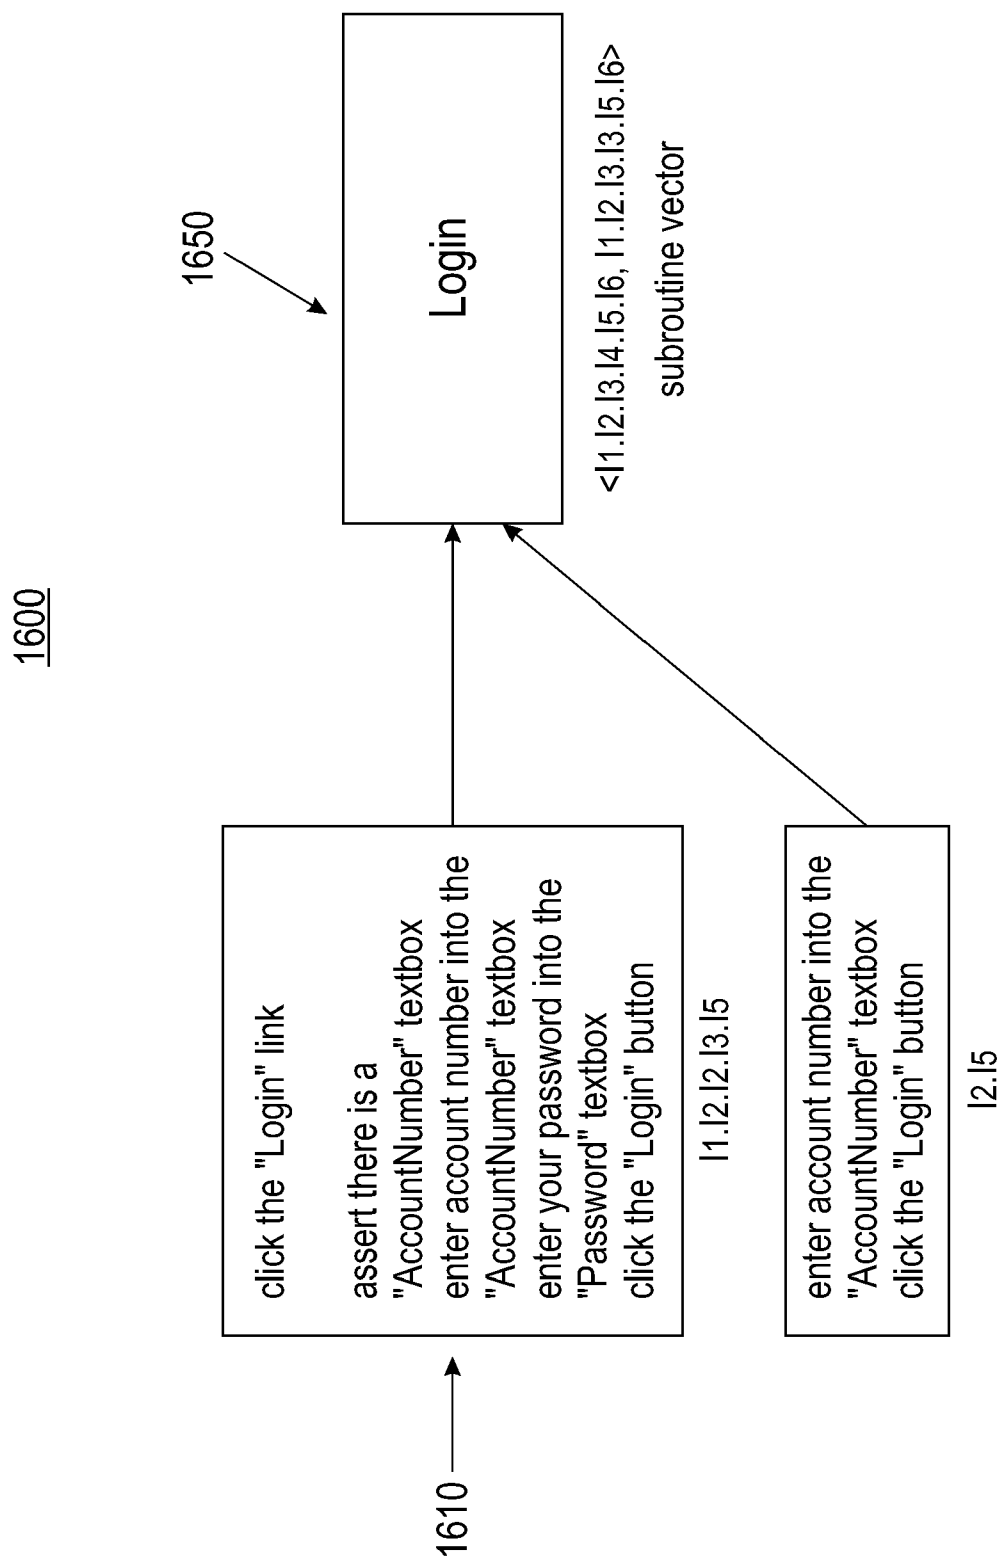 1600
1610
click the "Login" link
assert there is a
"AccountNumber" textbox
enter account number into the
"AccountNumber" textbox
enter your password into the
"Password" textbox
click the "Login" button
I1.I2.I2.I3.I5
enter account number into the
"AccountNumber" textbox
click the "Login" button
I2.I5
1650
Login
<I1.I2.I3.I4.I5.I6, I1.I2.I3.I3.I5.I6>
subroutine vector